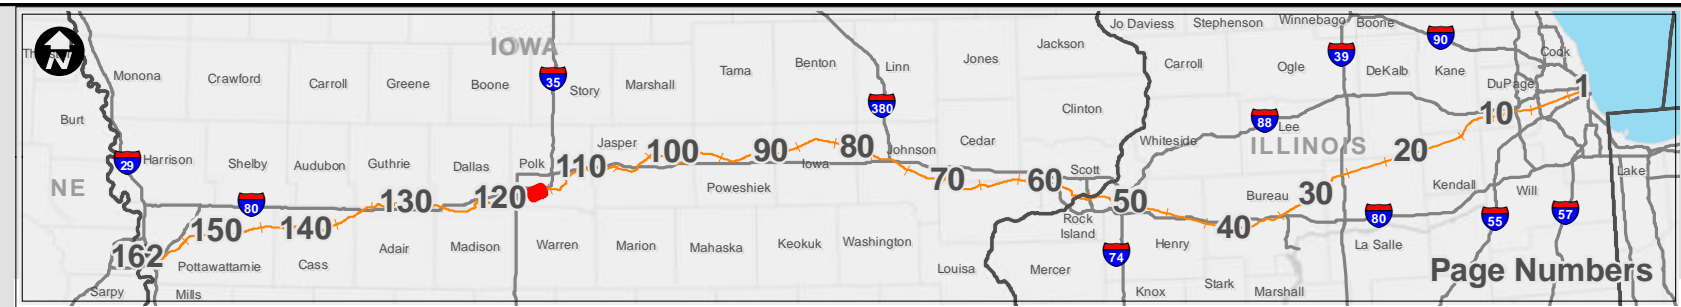 N
IOWA
Jo Daviess Stephenson Winnebago Boone
90
Jackson
39
Cook
Monona Crawford Carroll Greene Boone 35 Story Marshall Tama Benton Linn Jones Carroll Ogle DeKalb Kane
DuPage 1
380
Burt
Clinton
88 Lee
10
Whiteside
ILLINOIS
29 Harrison Shelby Audubon Guthrie Dallas Polk Jasper 100 90 80 Johnson Cedar
20
110
Iowa
Scott
Lake
NE
Poweshiek
70 60
Kendall Will
80
130 120
50
Bureau 30
Rock
Island
80 55 57
150 140
40
162
Adair Madison Warren Marion Mahaska Keokuk Washington
Henry
La Salle
74
Pottawattamie Cass
Louisa Mercer
Page Numbers
Stark
Sarpy Mills
Knox Marshall